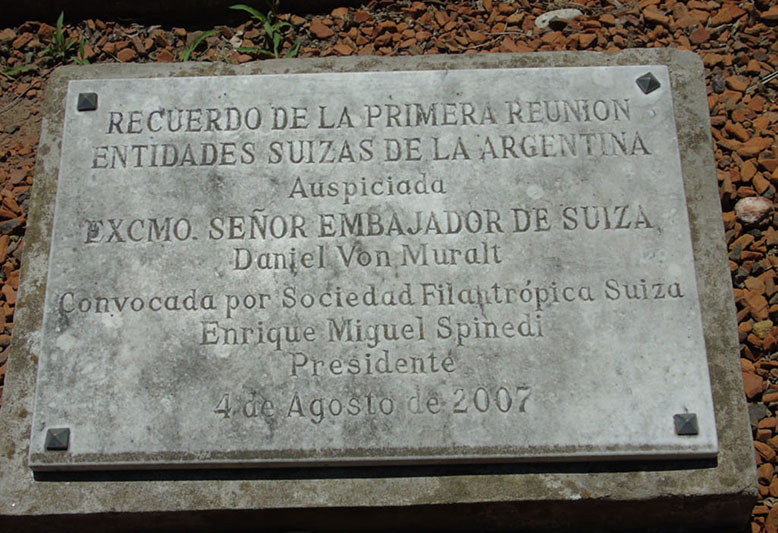 RECUERDO DE LA PRIMERA REUNION
ENTIDADES SUIZAS DE LA ARGENTINA
Auspiciada
EXCMO. SEÑOR EMBAJADOR DE SUIZA
Daniel Von Muralt
Convocada por Sociedad Filantrópica Suiza
Enrique Miguel Spinedi
Presidente
4 de Agosto de 2007